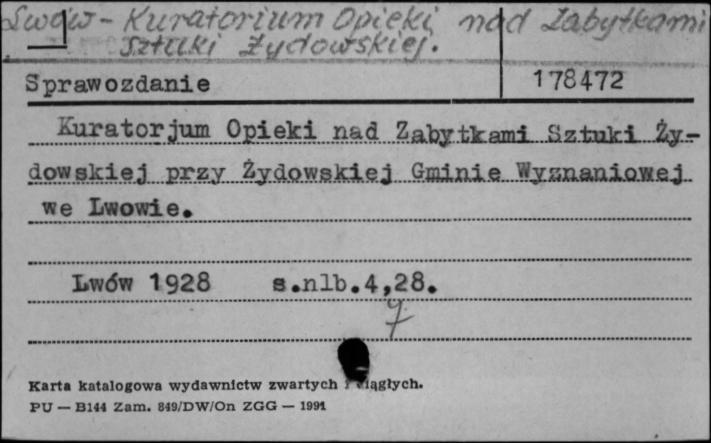 Lwów - Kuratorium Opieki nad Zabytkami
Sztuki Żydowskiej.
Sprawozdanie 178472
Kuratorjum Opieki nad Zabytkami Sztuki Ży-
dowskiej przy Żydowskiej Gminie Wyznaniowej
we Lwowie.
Lwów 1928 s.nlb.4,28.
7
Karta katalogowa wydawnictw zwartych i ciągłych.
PU — B144 Zam. 849/DW/On ZGG — 1991